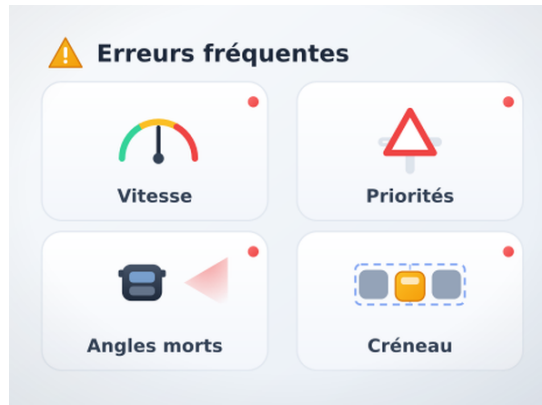 Erreurs fréquentes
Vitesse
Priorités
Angles morts
Créneau